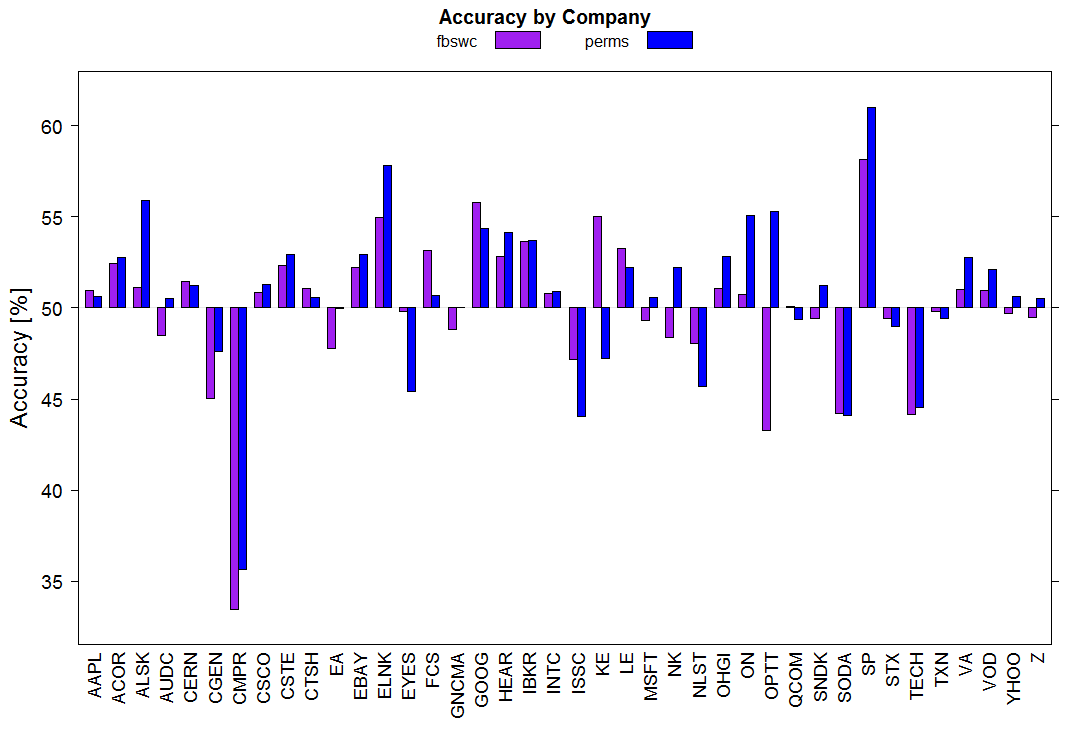 Accuracy by Company
fbswc perms
Accuracy [%]
60
55
50
45
40
35
AAPL
ACOR
ALSK
AUDC
CERN
CGEN
CMPR
CSCO
CSTE
CTSH
EA
EBAY
ELNK
EYES
FCS
GNCMA
GOOG
HEAR
IBKR
INTC
ISSC
KE
LE
MSFT
NK
NLST
OHGI
ON
OPTT
QCOM
SNDK
SODA
SP
STX
TECH
TXN
VA
VOD
YHOO
Z